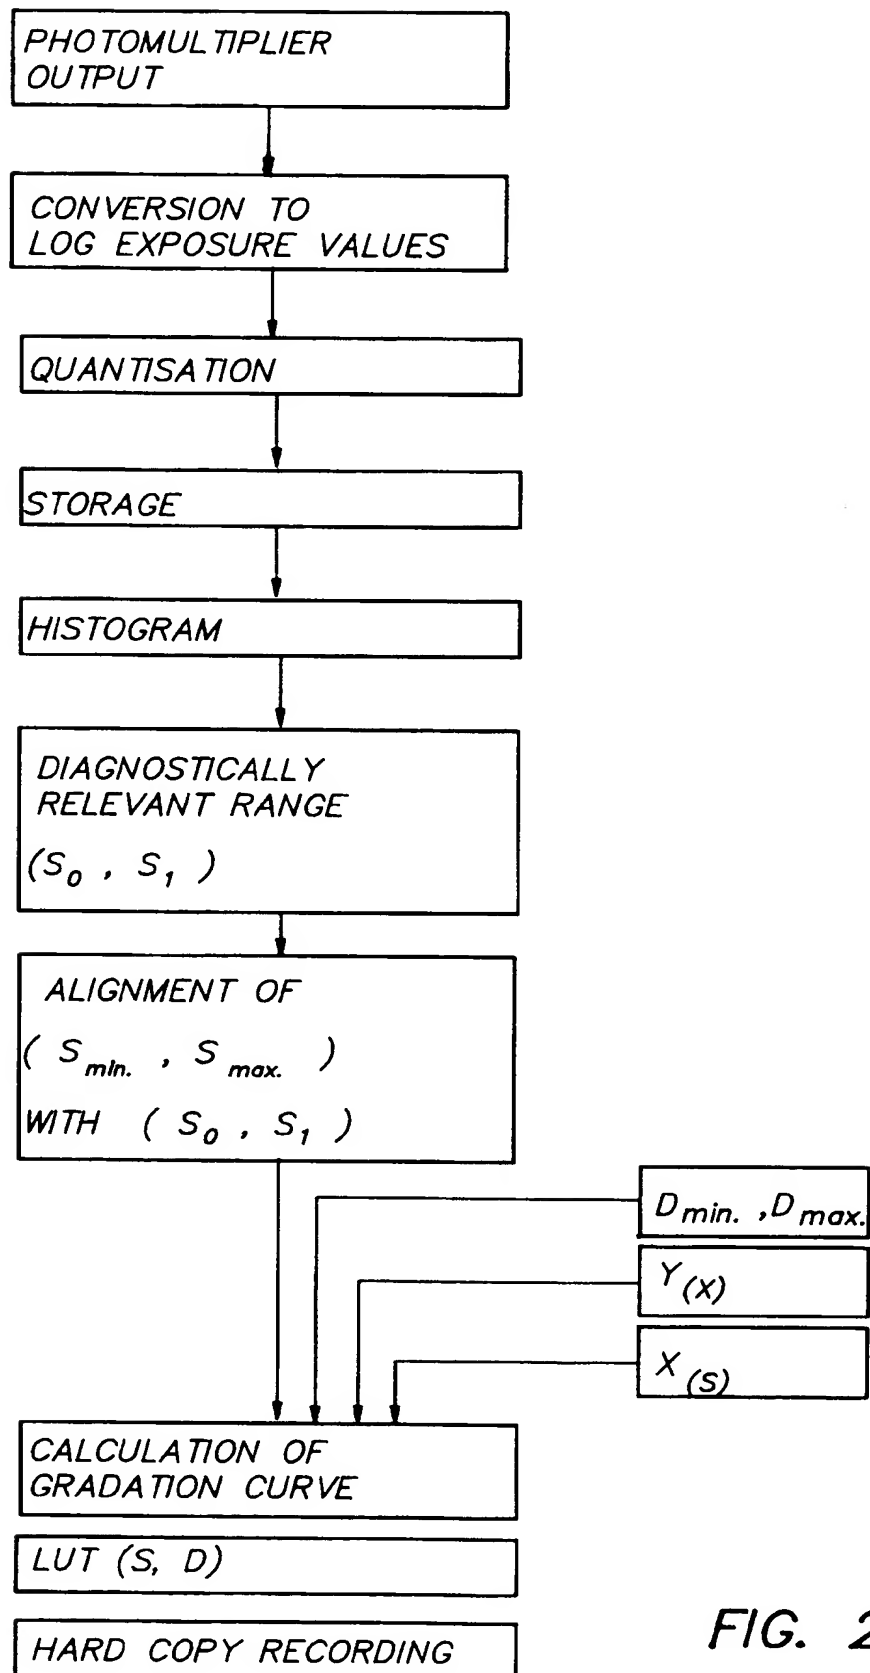 PHOTOMULTIPLIER
OUTPUT
CONVERSION TO
LOG EXPOSURE VALUES
QUANTISATION
STORAGE
HISTOGRAM
DIAGNOSTICALLY
RELEVANT RANGE
(S0 , S1 )
ALIGNMENT OF
( Smin. , Smax. )
WITH ( S0 , S1 )
Dmin. ,Dmax.
Y(X)
X(S)
CALCULATION OF
GRADATION CURVE
LUT (S, D)
HARD COPY RECORDING
FIG. 2